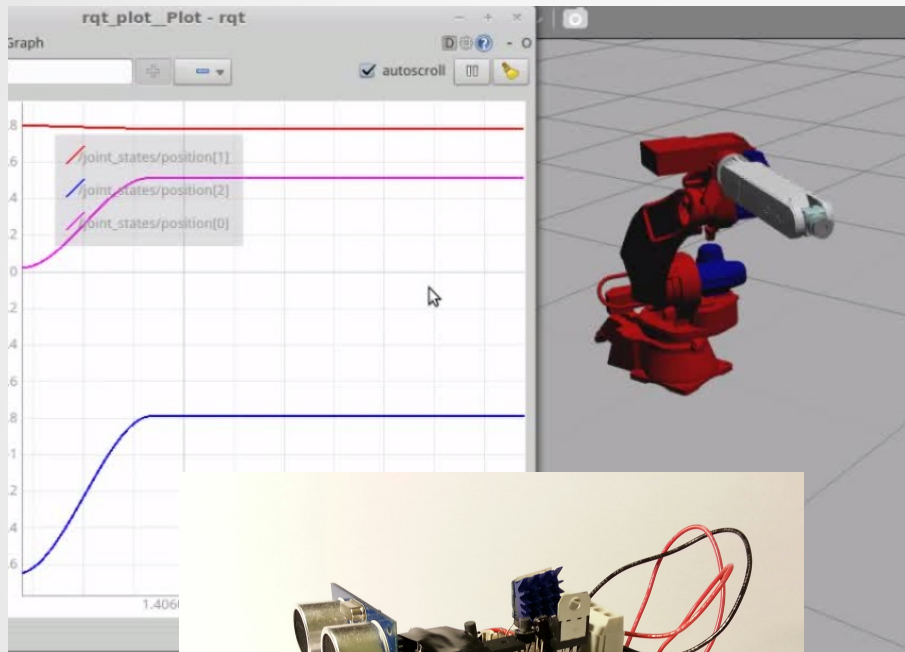 rqt_plot__Plot - rqt
Graph
D
- O
autoscroll
.8
/joint_states/position[1]
.6
/joint_states/position[2]
.4
/joint_states/position[0]
.2
0
.2
.4
.6
.8
-1
.2
.4
.6
1.406